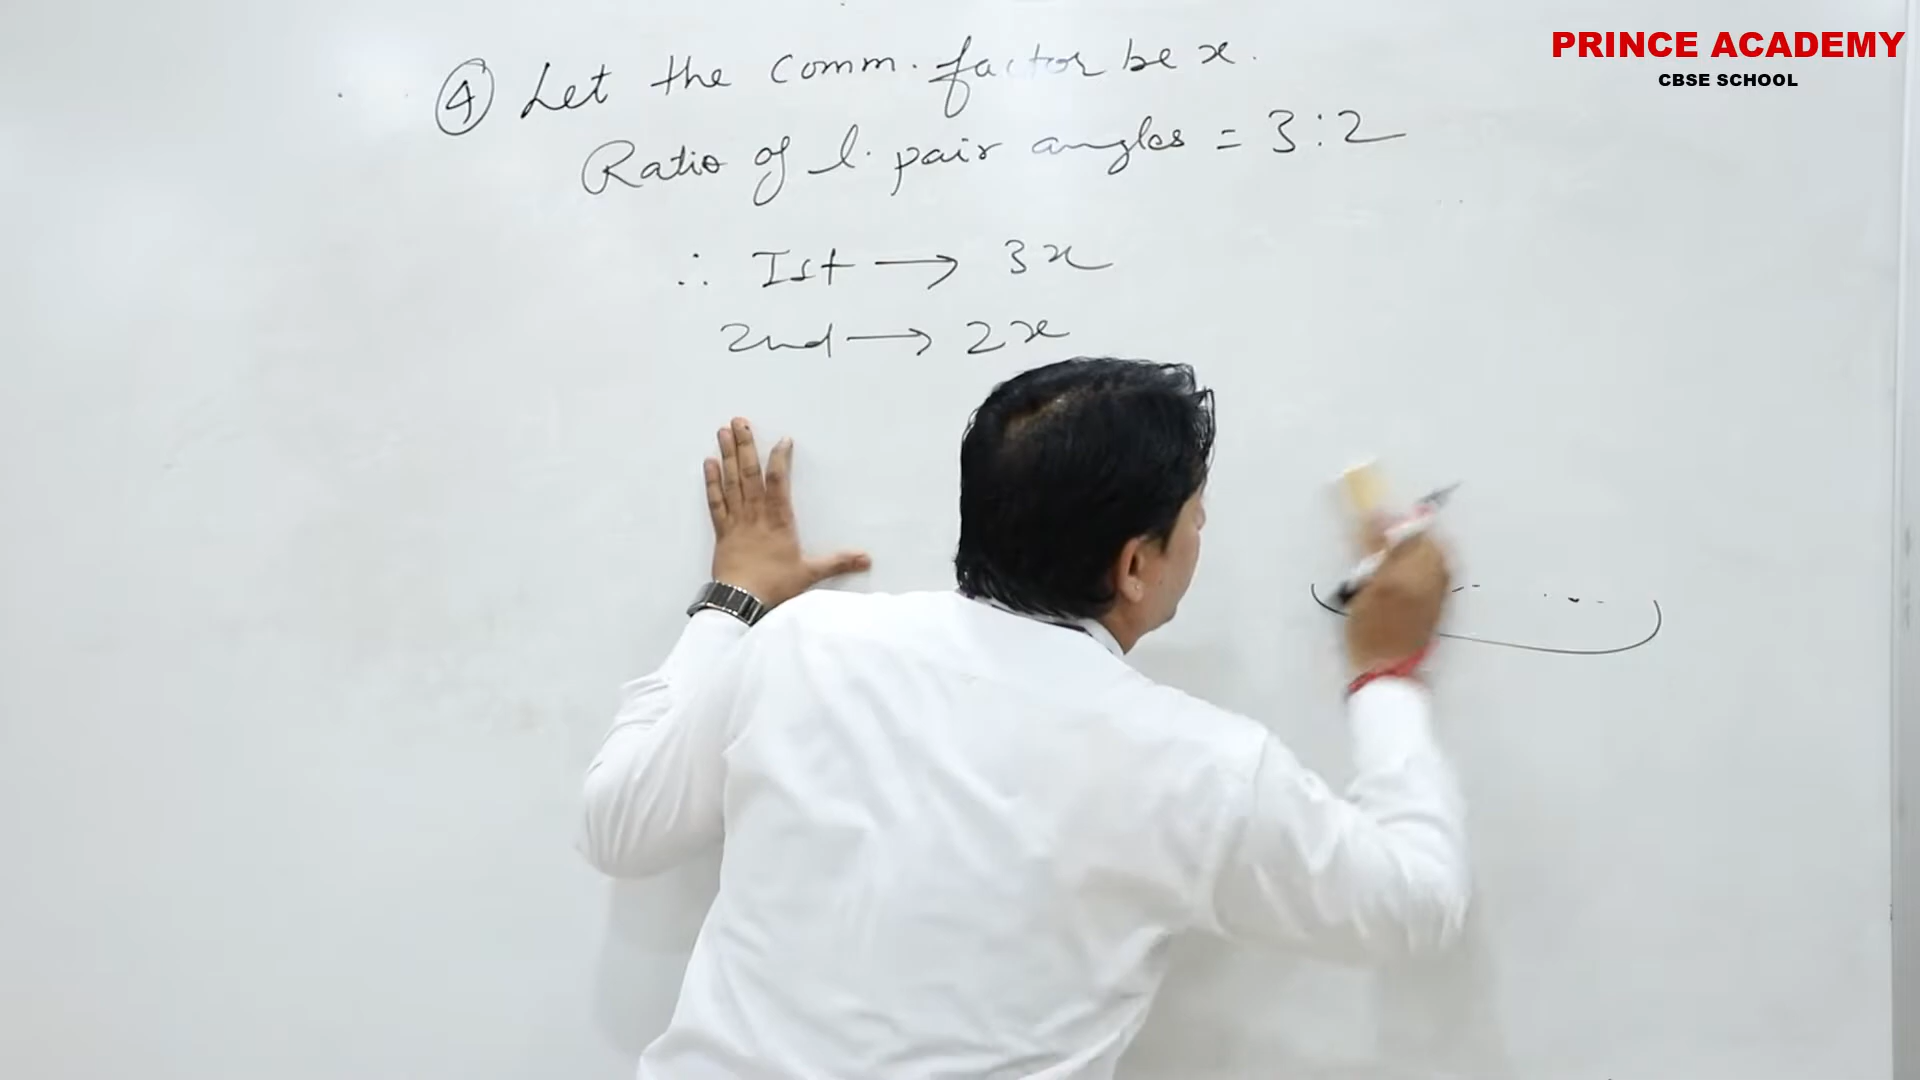 PRINCE ACADEMY
CBSE SCHOOL
④ Let the comm. factor be x.
Ratio of l. pair angles = 3:2
∴ Ist → 3x
2nd → 2x